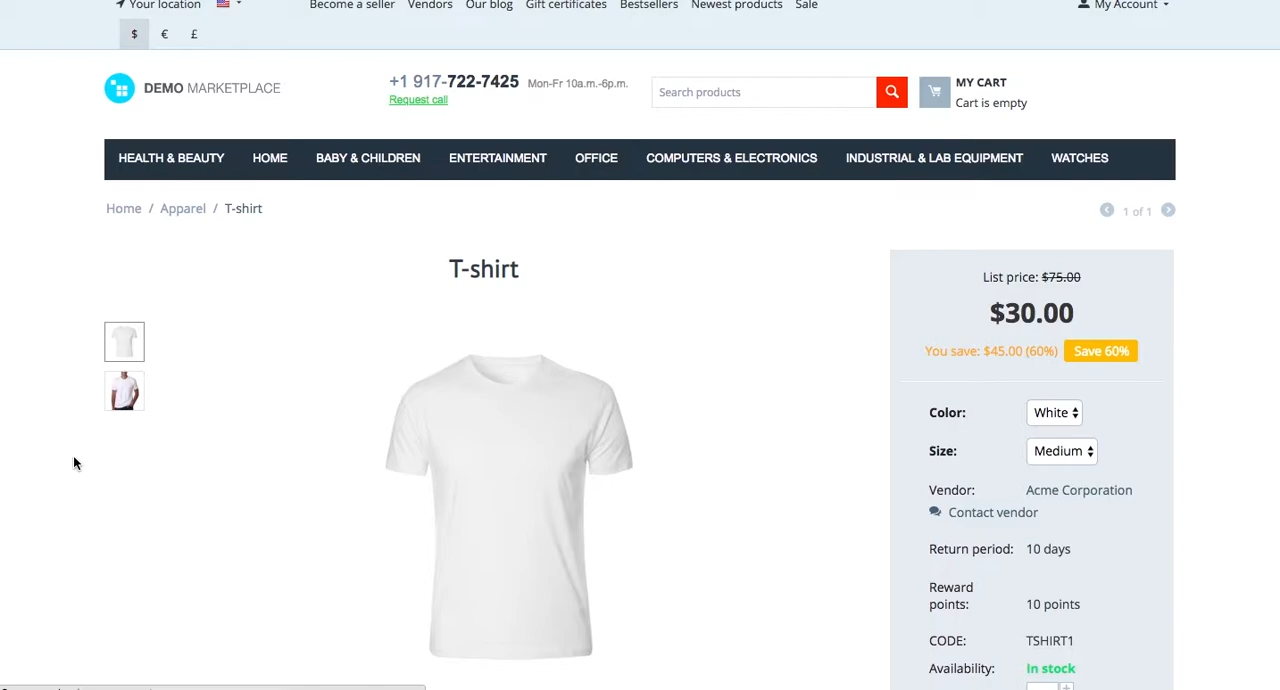 Your location
Become a seller Vendors Our blog Gift certificates Bestsellers Newest products Sale
My Account
$ € £
DEMO MARKETPLACE
+1 917-722-7425 Mon-Fr 10a.m.-6p.m.
Request call
Search products
MY CART
Cart is empty
HEALTH & BEAUTY HOME BABY & CHILDREN ENTERTAINMENT OFFICE COMPUTERS & ELECTRONICS INDUSTRIAL & LAB EQUIPMENT WATCHES
Home / Apparel / T-shirt
1 of 1
T-shirt
List price: $75.00
$30.00
You save: $45.00 (60%) Save 60%
Color: White
Size: Medium
Vendor: Acme Corporation
Contact vendor
Return period: 10 days
Reward
points: 10 points
CODE: TSHIRT1
Availability: In stock
+